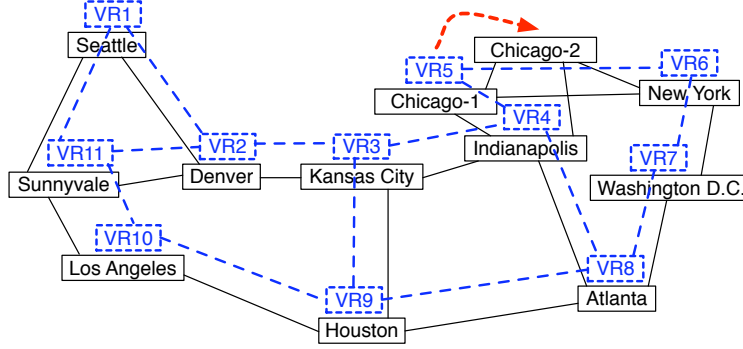 VR1
Seattle
Chicago-2
VR6
VR5
New York
Chicago-1
VR4
VR11
VR2
VR3
Indianapolis
VR7
Sunnyvale
Denver
Kansas City
Washington D.C.
VR10
Los Angeles
VR8
VR9
Atlanta
Houston